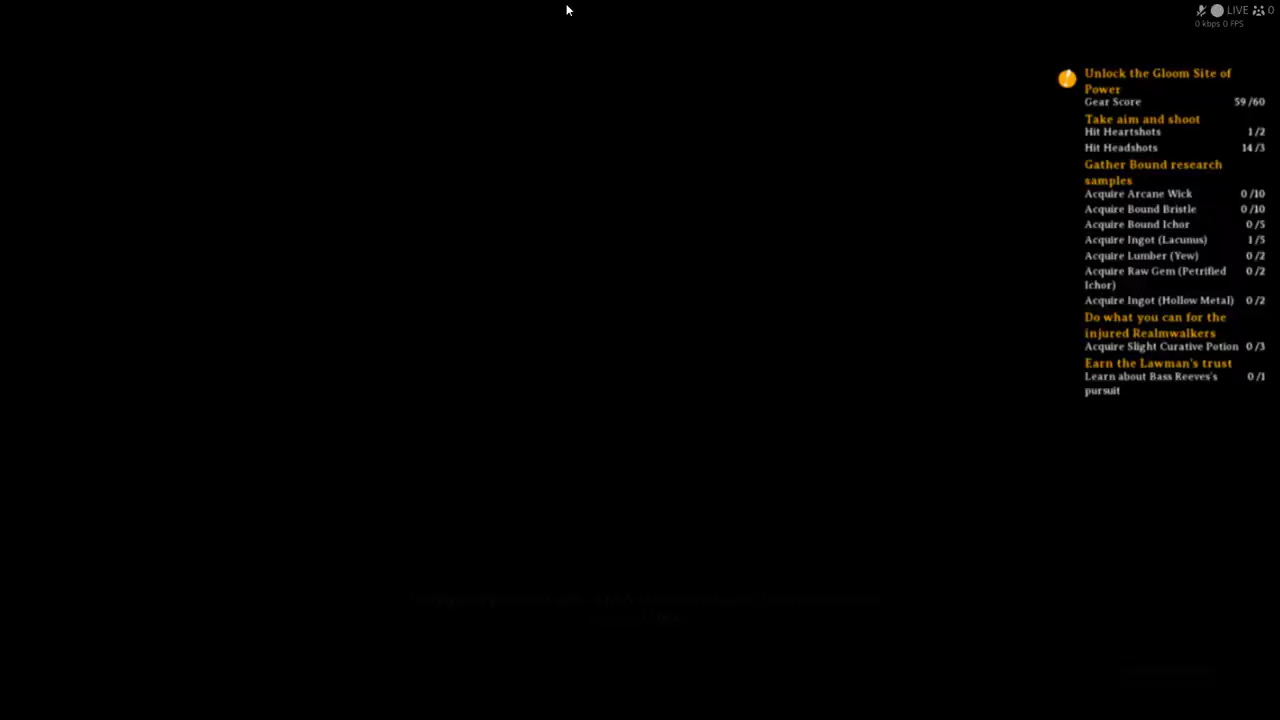 LIVE 0
0 kbps 0 FPS
Unlock the Gloom Site of
Power
Gear Score 59/60
Take aim and shoot
Hit Heartshots 1/2
Hit Headshots 14/3
Gather Bound research
samples
Acquire Arcane Wick 0/10
Acquire Bound Bristle 0/10
Acquire Bound Ichor 0/5
Acquire Ingot (Lacunus) 1/5
Acquire Lumber (Yew) 0/2
Acquire Raw Gem (Petrified 0/2
Ichor)
Acquire Ingot (Hollow Metal) 0/2
Do what you can for the
injured Realmwalkers
Acquire Slight Curative Potion 0/3
Earn the Lawman's trust
Learn about Bass Reeves's 0/1
pursuit